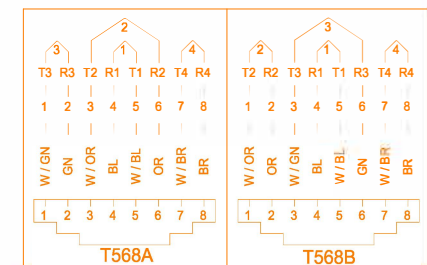 2 3
3 1 4 2 1 4
T3 R3 T2 R1 T1 R2 T4 R4 T2 R2 T3 R1 T1 R3 T4 R4
1 2 3 4 5 6 7 8 1 2 3 4 5 6 7 8
W / GN GN W / OR BL W / BL OR W / BR BR W / OR OR W / GN BL W / BL GN W / BR BR
1 2 3 4 5 6 7 8 1 2 3 4 5 6 7 8
T568A T568B